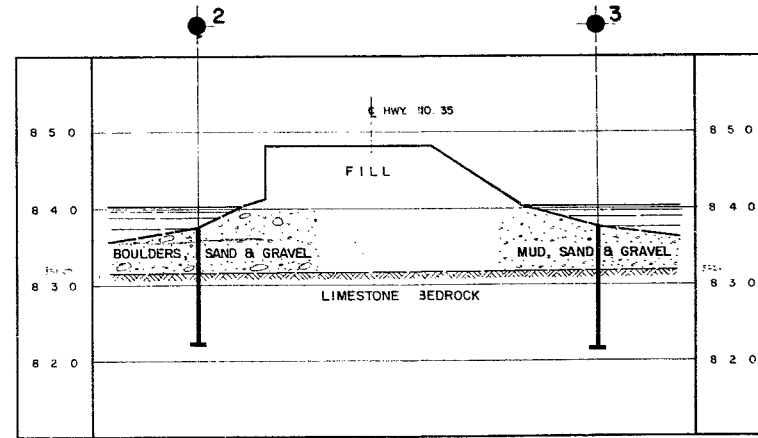 2
3
℄ HWY. NO. 35
850
850
FILL
840
840
BOULDERS, SAND & GRAVEL
MUD, SAND & GRAVEL
830
830
LIMESTONE BEDROCK
820
820